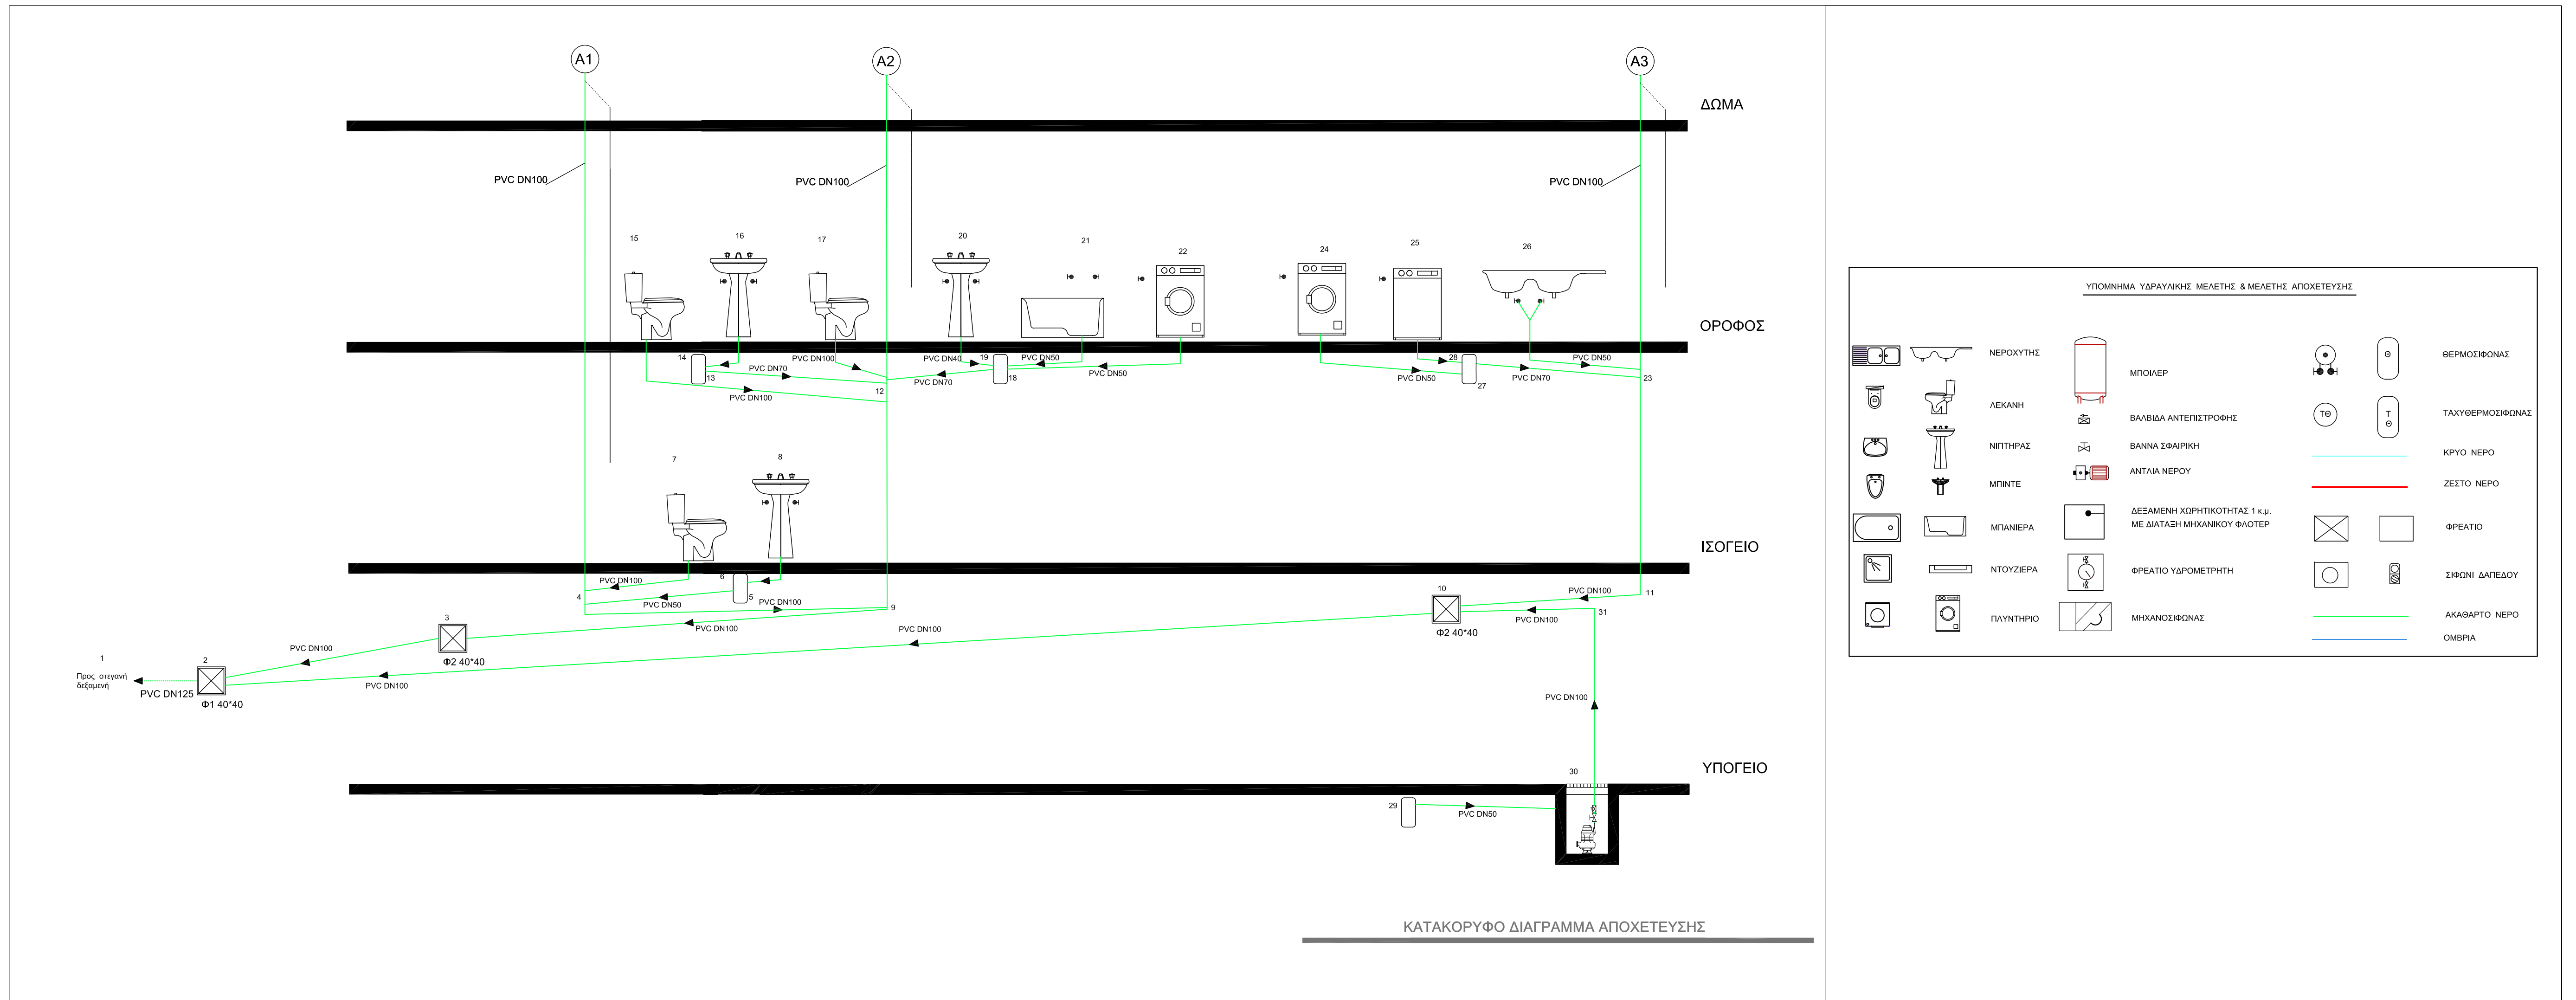 A1
A2
A3
ΔΩΜΑ
PVC DN100
PVC DN100
PVC DN100
15
16
17
20
21
22
24
25
26
ΟΡΟΦΟΣ
14
13
PVC DN70
PVC DN100
PVC DN100
12
PVC DN40
PVC DN70
19
18
PVC DN50
PVC DN50
PVC DN50
28
27
PVC DN70
PVC DN50
23
7
8
ΙΣΟΓΕΙΟ
PVC DN100
4
6
5
PVC DN50
PVC DN100
9
PVC DN100
3
Φ2 40*40
PVC DN100
10
Φ2 40*40
PVC DN100
11
PVC DN100
31
PVC DN100
1
Προς στεγανή
δεξαμενή
PVC DN125
2
Φ1 40*40
PVC DN100
PVC DN100
ΥΠΟΓΕΙΟ
30
29
PVC DN50
ΚΑΤΑΚΟΡΥΦΟ ΔΙΑΓΡΑΜΜΑ ΑΠΟΧΕΤΕΥΣΗΣ
ΥΠΟΜΝΗΜΑ ΥΔΡΑΥΛΙΚΗΣ ΜΕΛΕΤΗΣ & ΜΕΛΕΤΗΣ ΑΠΟΧΕΤΕΥΣΗΣ
ΝΕΡΟΧΥΤΗΣ
ΛΕΚΑΝΗ
ΝΙΠΤΗΡΑΣ
ΜΠΙΝΤΕ
ΜΠΑΝΙΕΡΑ
ΝΤΟΥΖΙΕΡΑ
ΠΛΥΝΤΗΡΙΟ
ΜΠΟΙΛΕΡ
ΒΑΛΒΙΔΑ ΑΝΤΕΠΙΣΤΡΟΦΗΣ
ΒΑΝΝΑ ΣΦΑΙΡΙΚΗ
ΑΝΤΛΙΑ ΝΕΡΟΥ
ΔΕΞΑΜΕΝΗ ΧΩΡΗΤΙΚΟΤΗΤΑΣ 1 κ.μ.
ΜΕ ΔΙΑΤΑΞΗ ΜΗΧΑΝΙΚΟΥ ΦΛΟΤΕΡ
ΦΡΕΑΤΙΟ ΥΔΡΟΜΕΤΡΗΤΗ
ΜΗΧΑΝΟΣΙΦΩΝΑΣ
Θ
ΘΕΡΜΟΣΙΦΩΝΑΣ
ΤΘ
Τ
Θ
ΤΑΧΥΘΕΡΜΟΣΙΦΩΝΑΣ
ΚΡΥΟ ΝΕΡΟ
ΖΕΣΤΟ ΝΕΡΟ
ΦΡΕΑΤΙΟ
ΣΙΦΩΝΙ ΔΑΠΕΔΟΥ
ΑΚΑΘΑΡΤΟ ΝΕΡΟ
ΟΜΒΡΙΑ